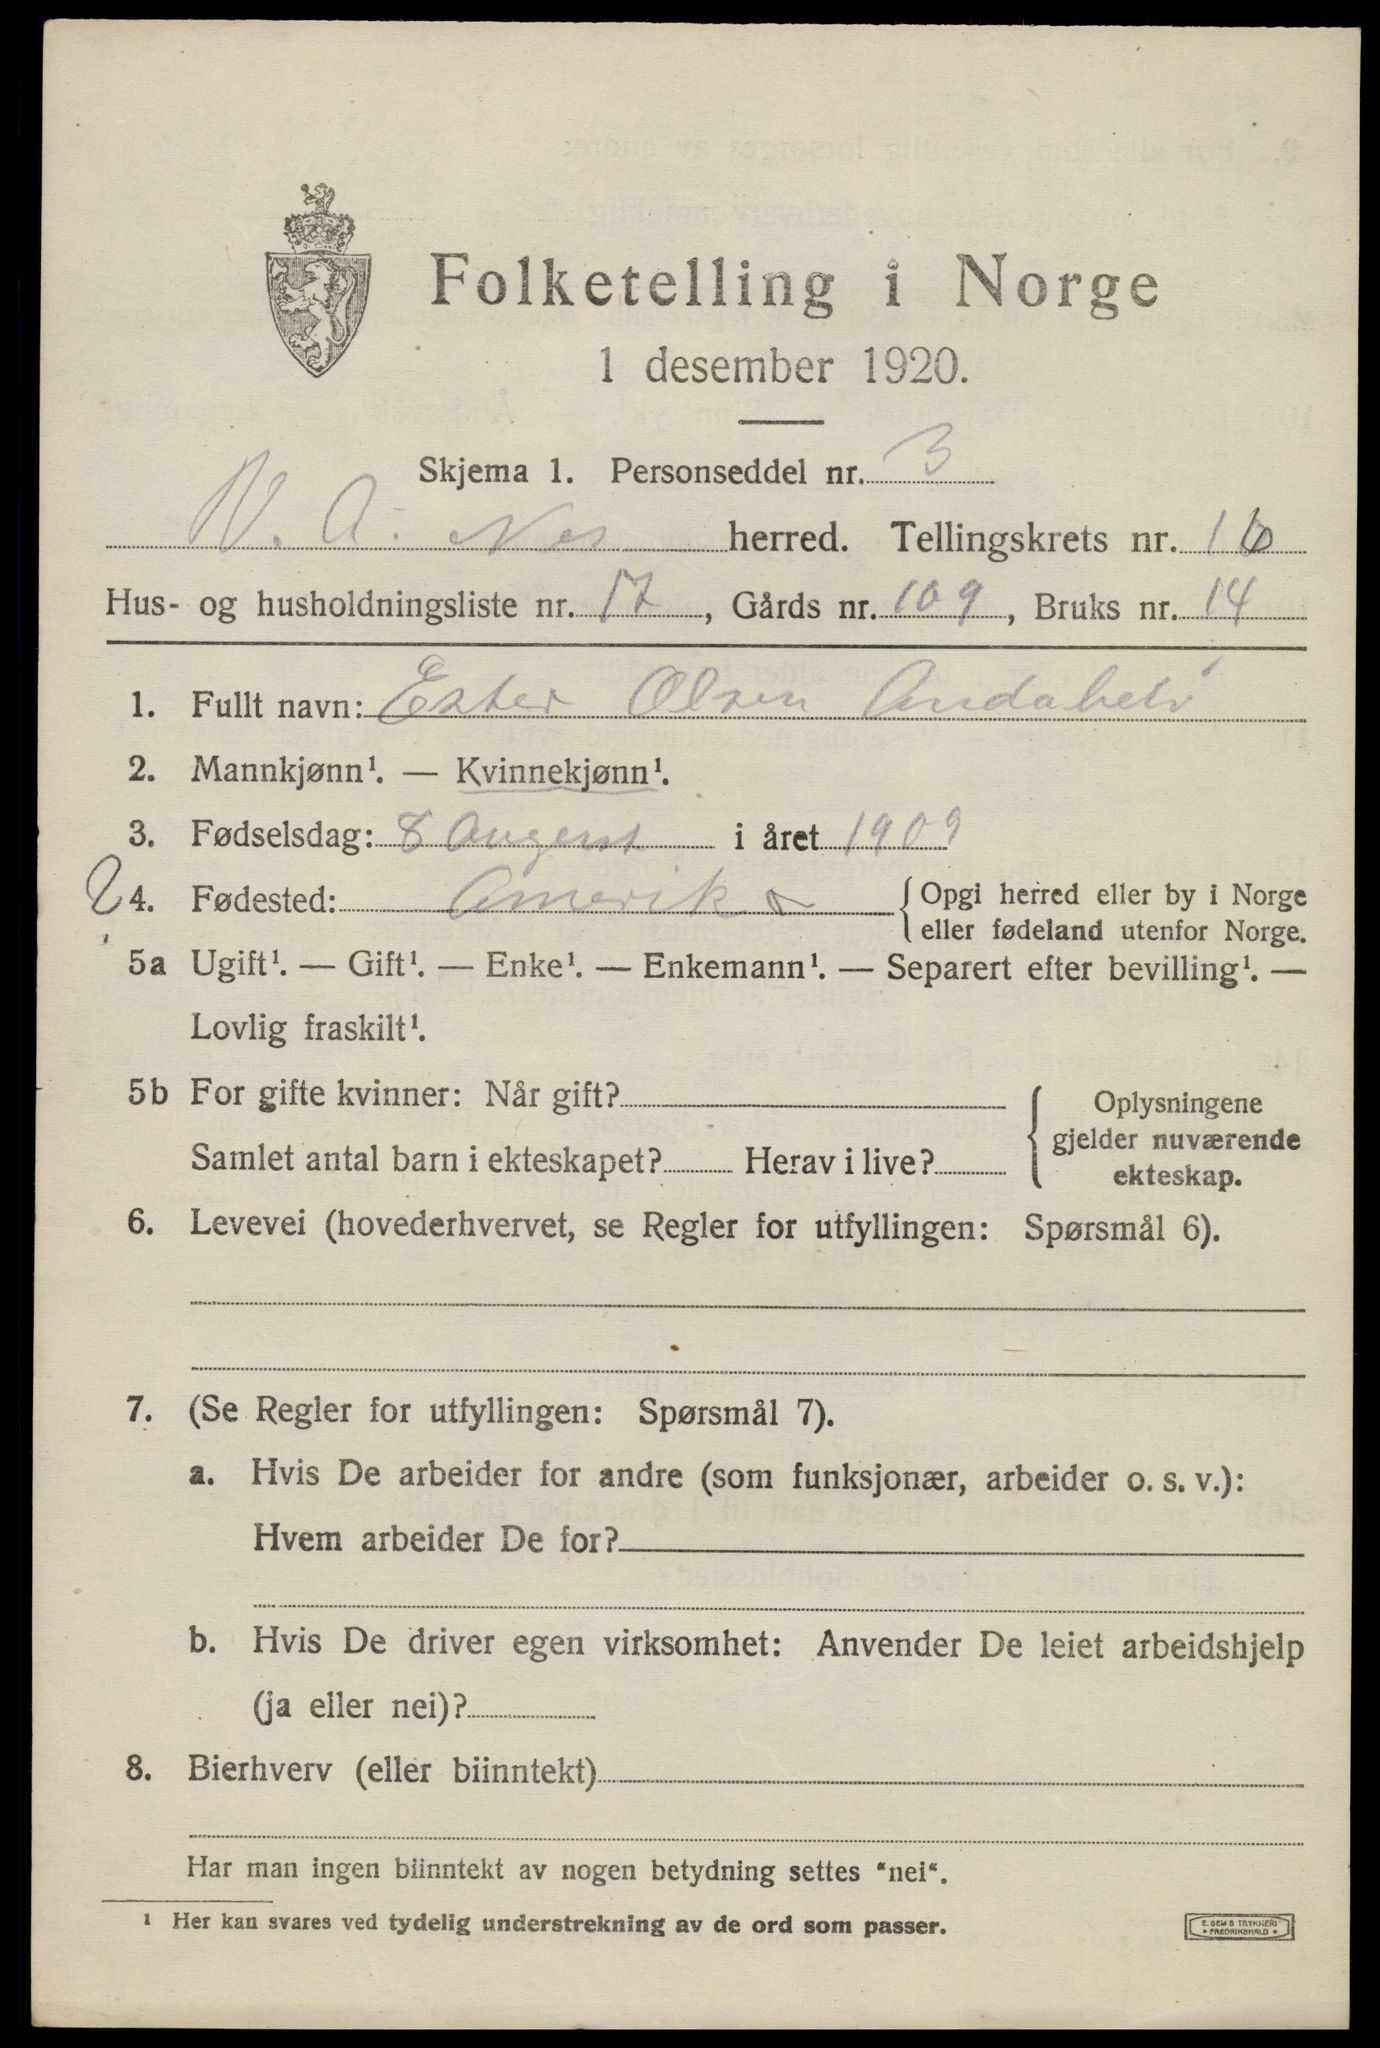 Folketelling i Norge
1 desember 1920.
Skjema 1. Personseddel nr. 3
N. A. Nes herred. Tellingskrets nr. 16
Hus- og husholdningsliste nr. 17, Gårds nr. 109, Bruks nr. 14
1. Fullt navn: Ester Olsen
2. Mannkjønn¹. — Kvinnekjønn¹.
3. Fødselsdag: 8 Augenst i året 1909
4. Fødested: Amerika {Opgi herred eller by i Norge
eller fødeland utenfor Norge.
5a Ugift¹. — Gift¹. — Enke¹. — Enkemann¹. — Separert efter bevilling¹. —
Lovlig fraskilt¹.
5b For gifte kvinner: Når gift?
Samlet antal barn i ekteskapet? Herav i live?
Oplysningene
gjelder nuværende
ekteskap.
6. Levevei (hovederhvervet, se Regler for utfyllingen: Spørsmål 6).
7. (Se Regler for utfyllingen: Spørsmål 7).
a. Hvis De arbeider for andre (som funksjonær, arbeider o. s. v.):
Hvem arbeider De for?
b. Hvis De driver egen virksomhet: Anvender De leiet arbeidshjelp
(ja eller nei)?
8. Bierhverv (eller biinntekt)
Har man ingen biinntekt av nogen betydning settes "nei".
¹ Her kan svares ved tydelig understrekning av de ord som passer.
E. SEM'S TRYKKERI
• FREDRIKSHALD •